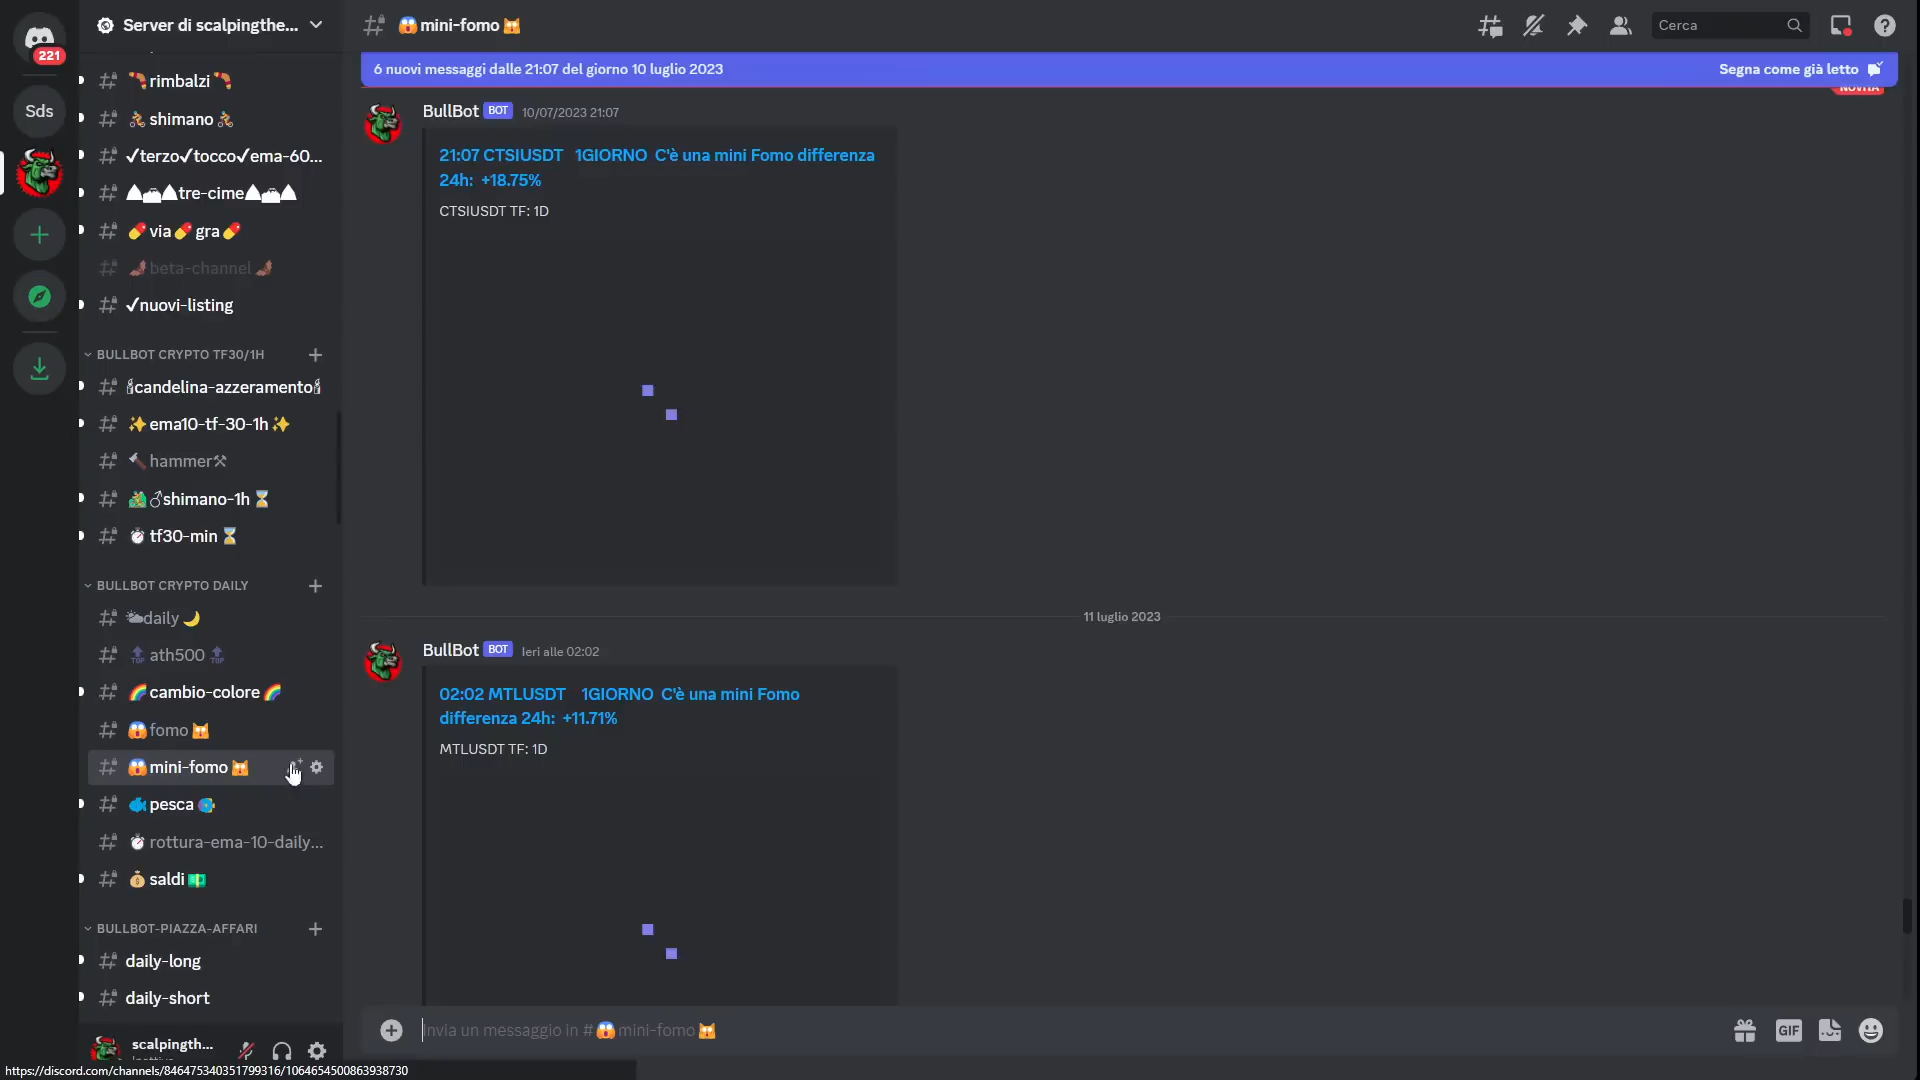 221
Sds
Server di scalpingthe...
rimbalzi
shimano
✓terzo✓tocco✓ema-60...
tre-cime
via gra
beta-channel
✓nuovi-listing
BULLBOT CRYPTO TF30/1H
candelina-azzeramento
ema10-tf-30-1h
hammer
shimano-1h
tf30-min
BULLBOT CRYPTO DAILY
daily
ath500
cambio-colore
fomo
mini-fomo
pesca
rottura-ema-10-daily...
saldi
BULLBOT-PIAZZA-AFFARI
daily-long
daily-short
scalpingth...
https://discord.com/channels/846475340351799316/1064654500863938730
mini-fomo
Cerca
6 nuovi messaggi dalle 21:07 del giorno 10 luglio 2023
Segna come già letto
BullBot BOT 10/07/2023 21:07
21:07 CTSIUSDT 1GIORNO C'è una mini Fomo differenza
24h: +18.75%
CTSIUSDT TF: 1D
11 luglio 2023
BullBot BOT Ieri alle 02:02
02:02 MTLUSDT 1GIORNO C'è una mini Fomo
differenza 24h: +11.71%
MTLUSDT TF: 1D
Invia un messaggio in # mini-fomo
GIF